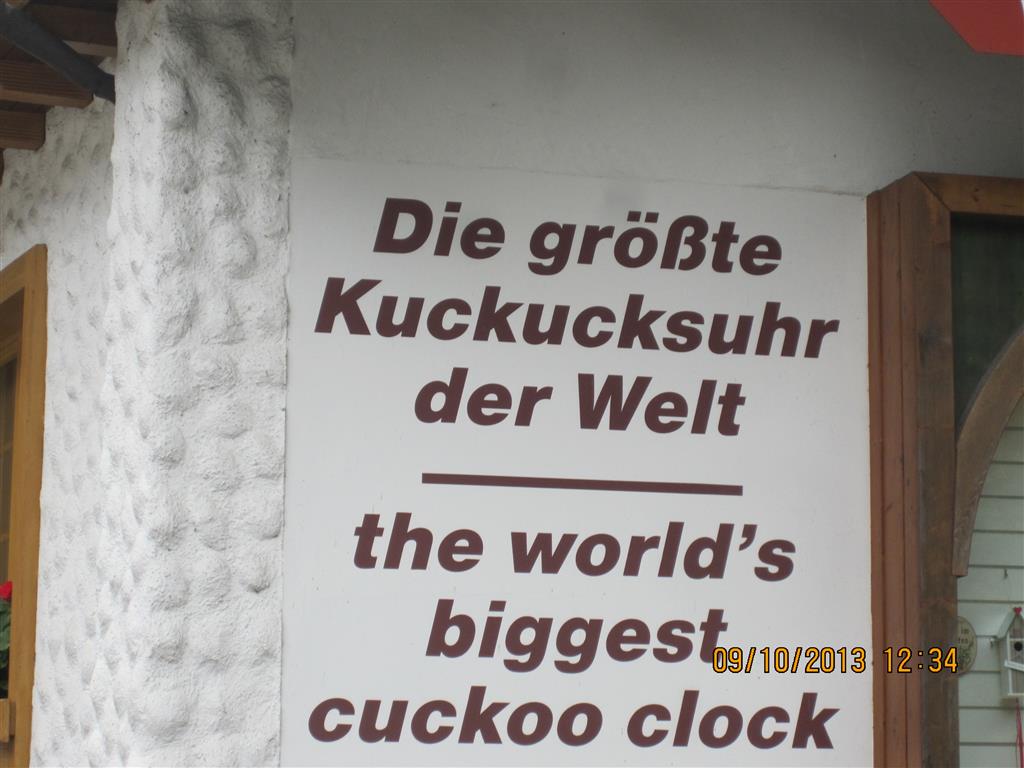 Die größte
Kuckucksuhr
der Welt
the world's
biggest
cuckoo clock
09/10/2013 12:34